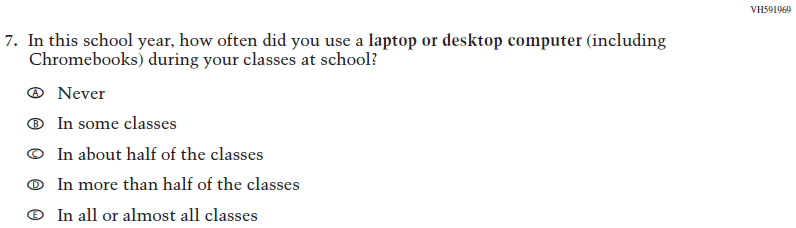 VH591969
7. In this school year, how often did you use a laptop or desktop computer (including
Chromebooks) during your classes at school?
A Never
B In some classes
C In about half of the classes
D In more than half of the classes
E In all or almost all classes